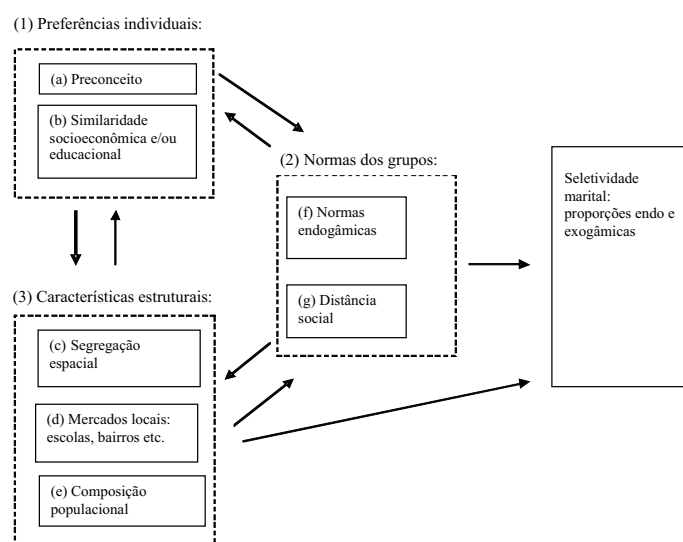 (1) Preferências individuais:
(a) Preconceito
(b) Similaridade
socioeconômica e/ou
educacional
(2) Normas dos grupos:
(f) Normas
endogâmicas
(g) Distância
social
Seletividade
marital:
proporções endo e
exogâmicas
(3) Características estruturais:
(c) Segregação
espacial
(d) Mercados locais:
escolas, bairros etc.
(e) Composição
populacional